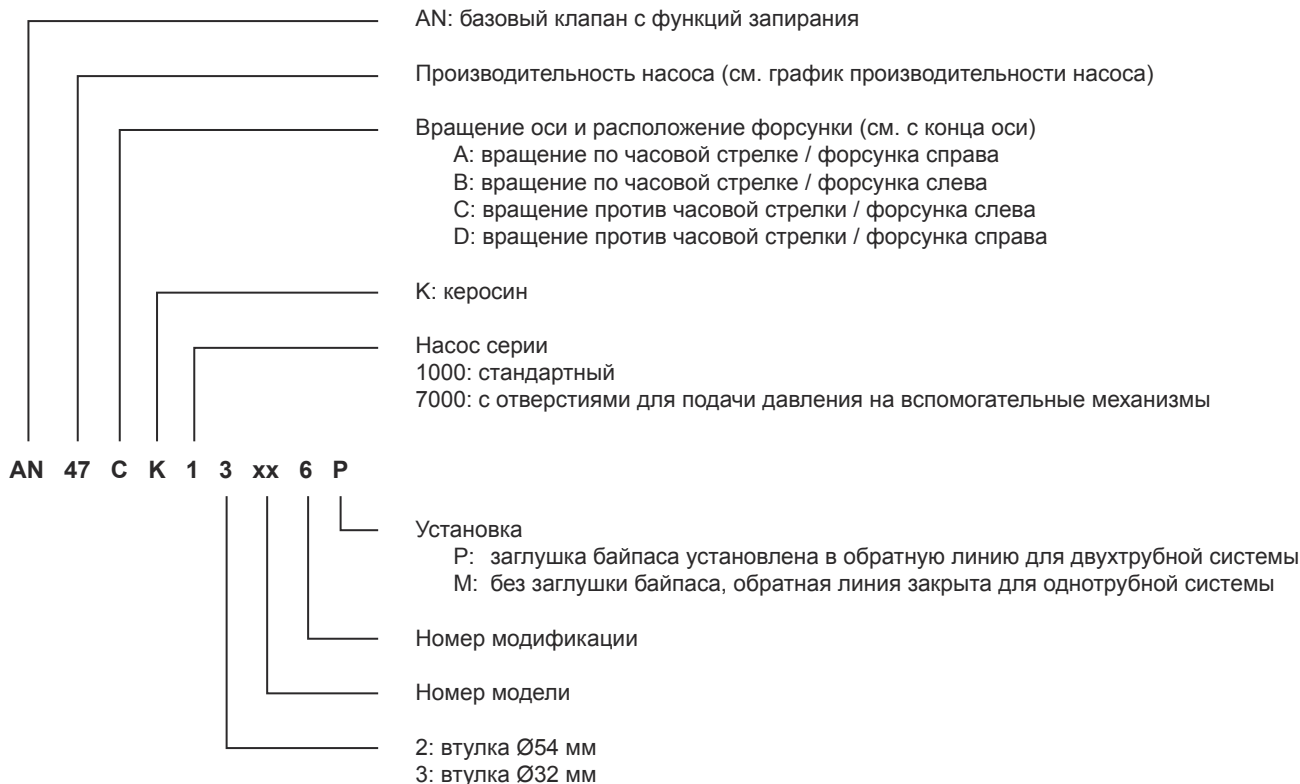 AN: базовый клапан с функций запирания
Производительность насоса (см. график производительности насоса)
Вращение оси и расположение форсунки (см. с конца оси)
A: вращение по часовой стрелке / форсунка справа
B: вращение по часовой стрелке / форсунка слева
C: вращение против часовой стрелки / форсунка слева
D: вращение против часовой стрелки / форсунка справа
K: керосин
Насос серии
1000: стандартный
7000: с отверстиями для подачи давления на вспомогательные механизмы
AN 47 C K 1 3 xx 6 P
Установка
P: заглушка байпаса установлена в обратную линию для двухтрубной системы
M: без заглушки байпаса, обратная линия закрыта для однотрубной системы
Номер модификации
Номер модели
2: втулка Ø54 мм
3: втулка Ø32 мм